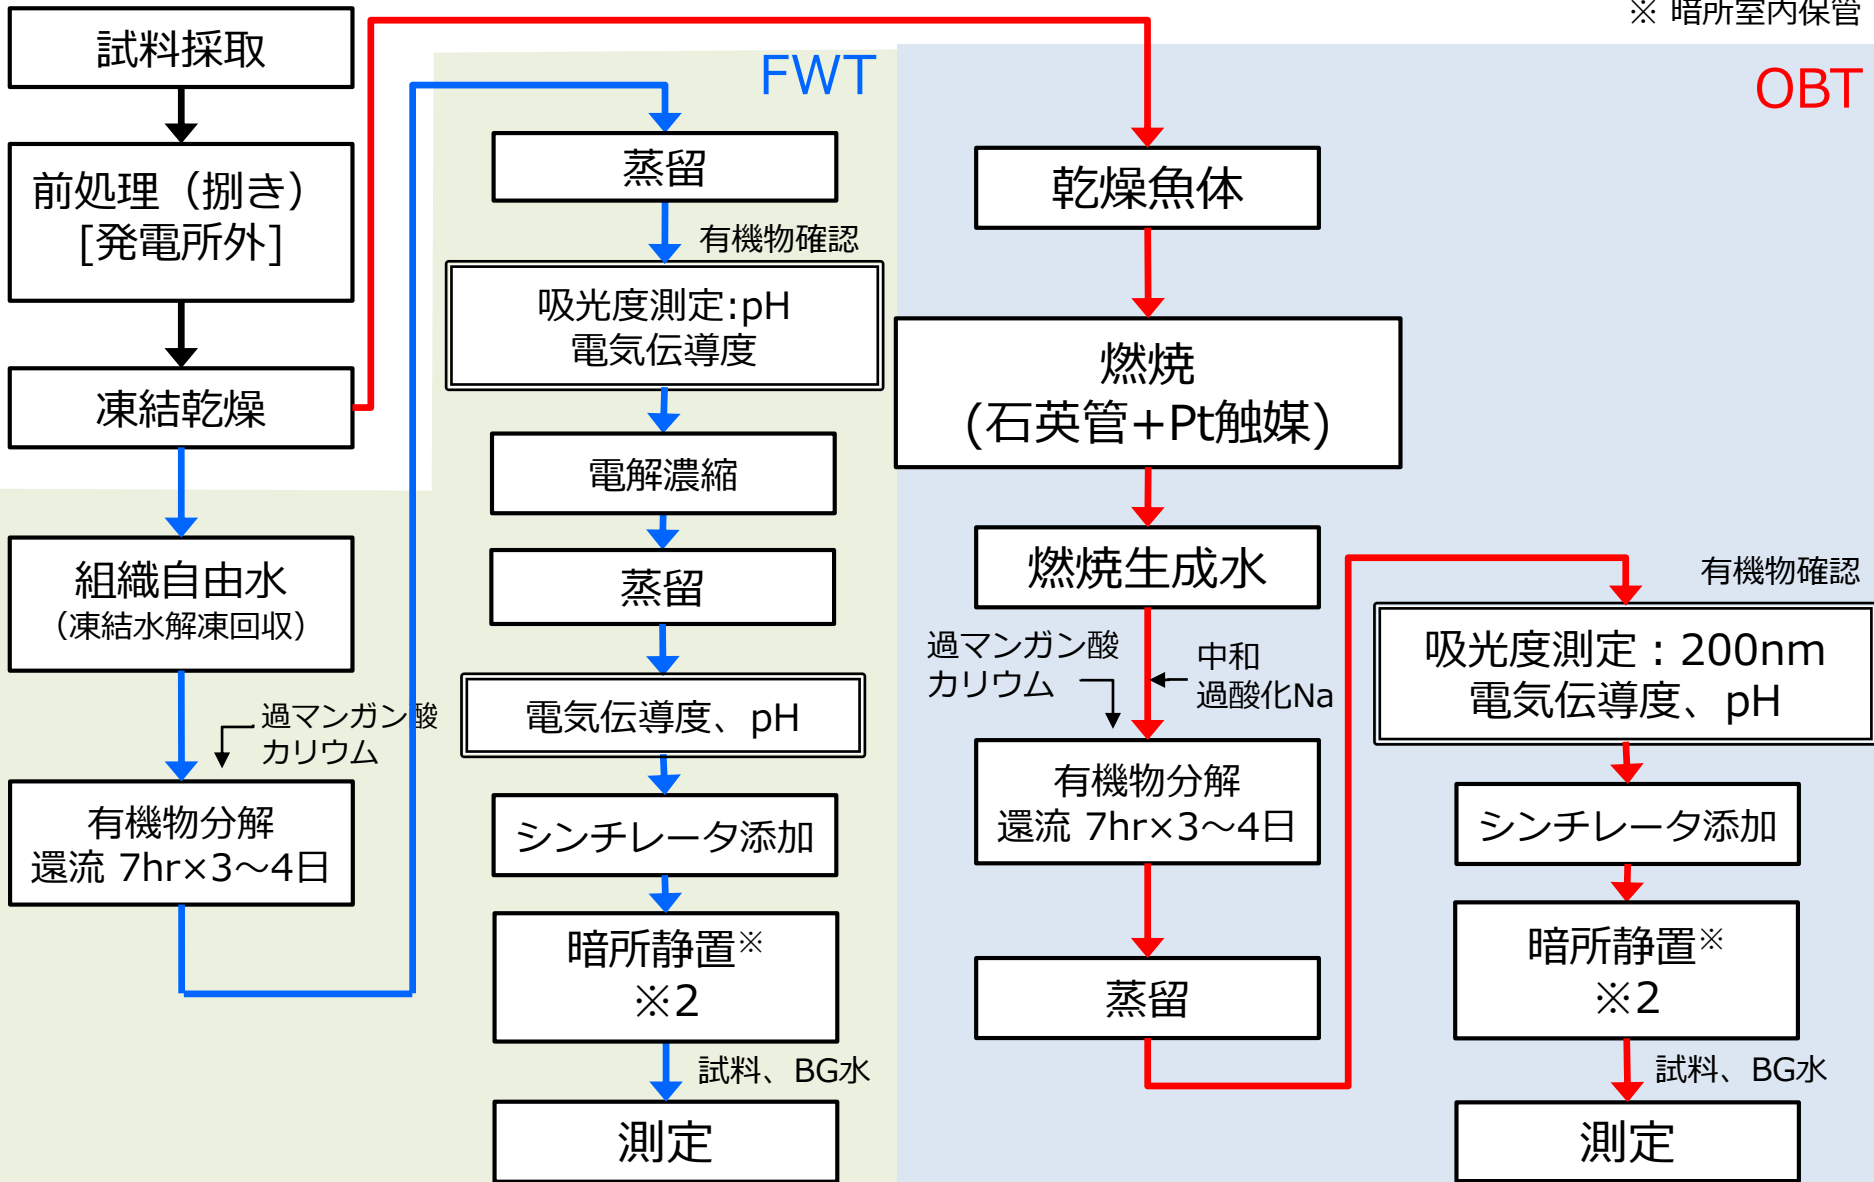 ※ 暗所室内保管
試料採取
前処理（捌き）
[発電所外]
凍結乾燥
組織自由水
（凍結水解凍回収）
過マンガン酸
カリウム
有機物分解
還流 7hr×3～4日
FWT
蒸留
有機物確認
吸光度測定:pH
電気伝導度
電解濃縮
蒸留
電気伝導度、pH
シンチレータ添加
暗所静置※
※2
試料、BG水
測定
OBT
乾燥魚体
燃焼
(石英管+Pt触媒)
燃焼生成水
過マンガン酸
カリウム
中和
過酸化Na
有機物分解
還流 7hr×3～4日
蒸留
有機物確認
吸光度測定：200nm
電気伝導度、pH
シンチレータ添加
暗所静置※
※2
試料、BG水
測定